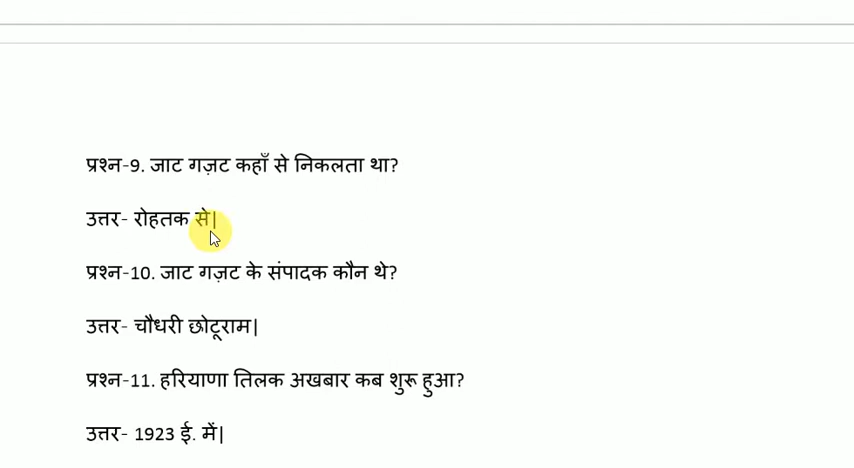 प्रश्न-9. जाट गज़ट कहाँ से निकलता था?
उत्तर- रोहतक से|
प्रश्न-10. जाट गज़ट के संपादक कौन थे?
उत्तर- चौधरी छोटूराम|
प्रश्न-11. हरियाणा तिलक अखबार कब शुरू हुआ?
उत्तर- 1923 ई. में|